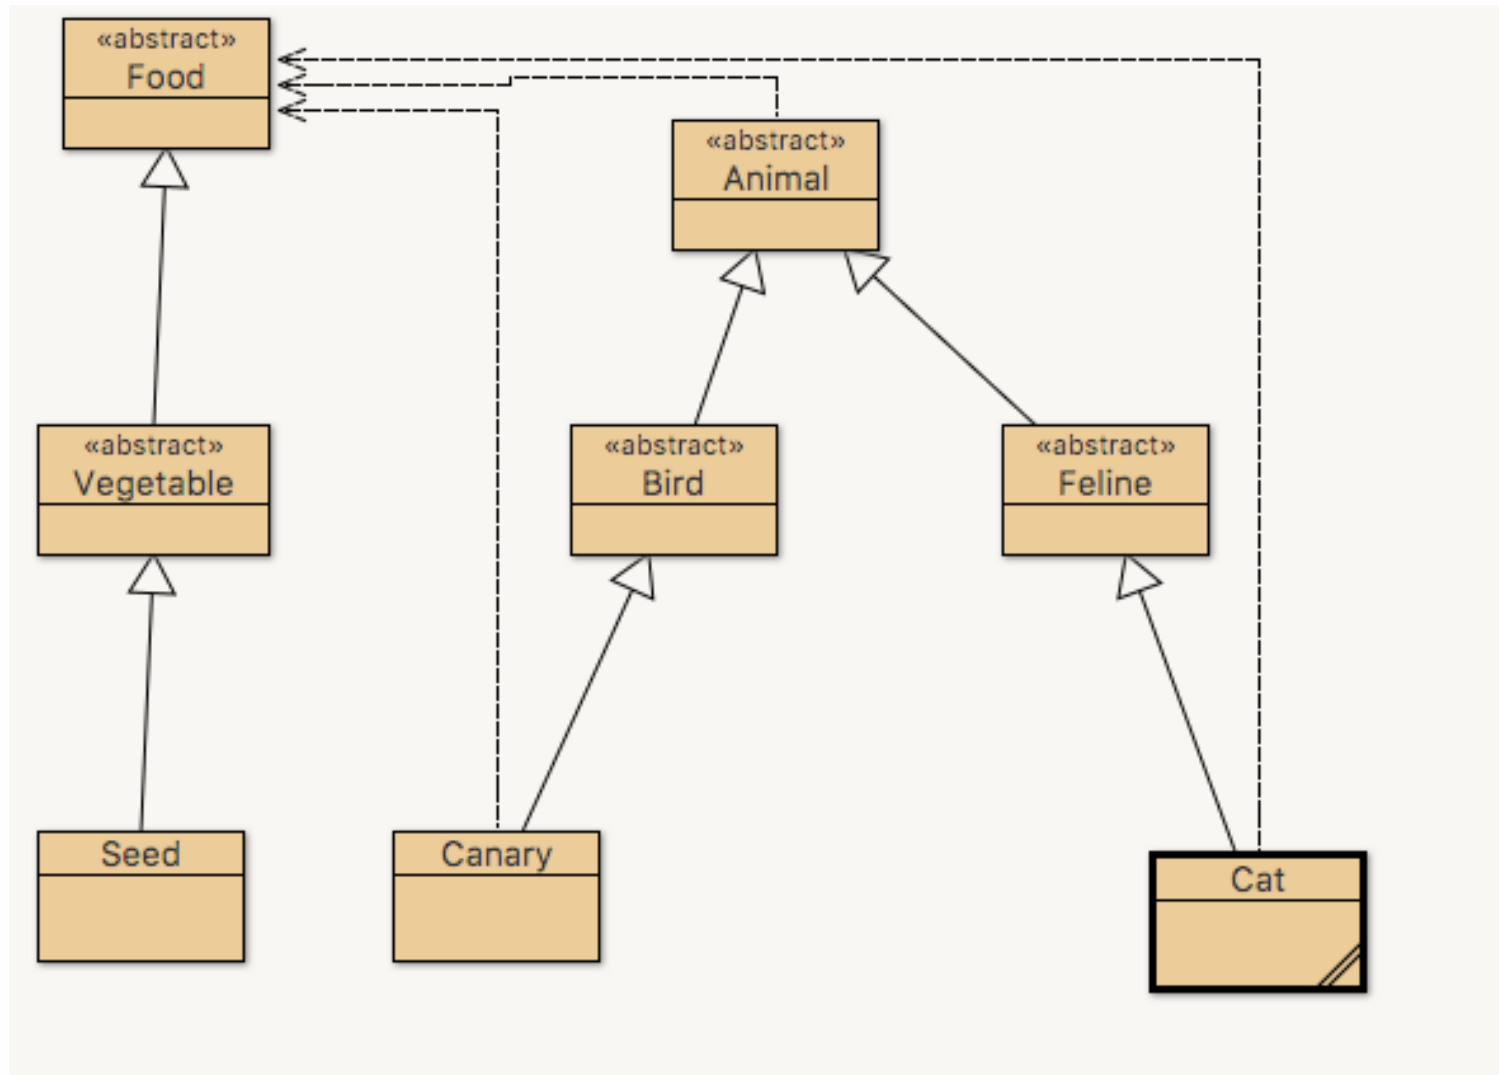 «abstract»
Food
«abstract»
Animal
«abstract»
Vegetable
«abstract»
Bird
«abstract»
Feline
Seed
Canary
Cat